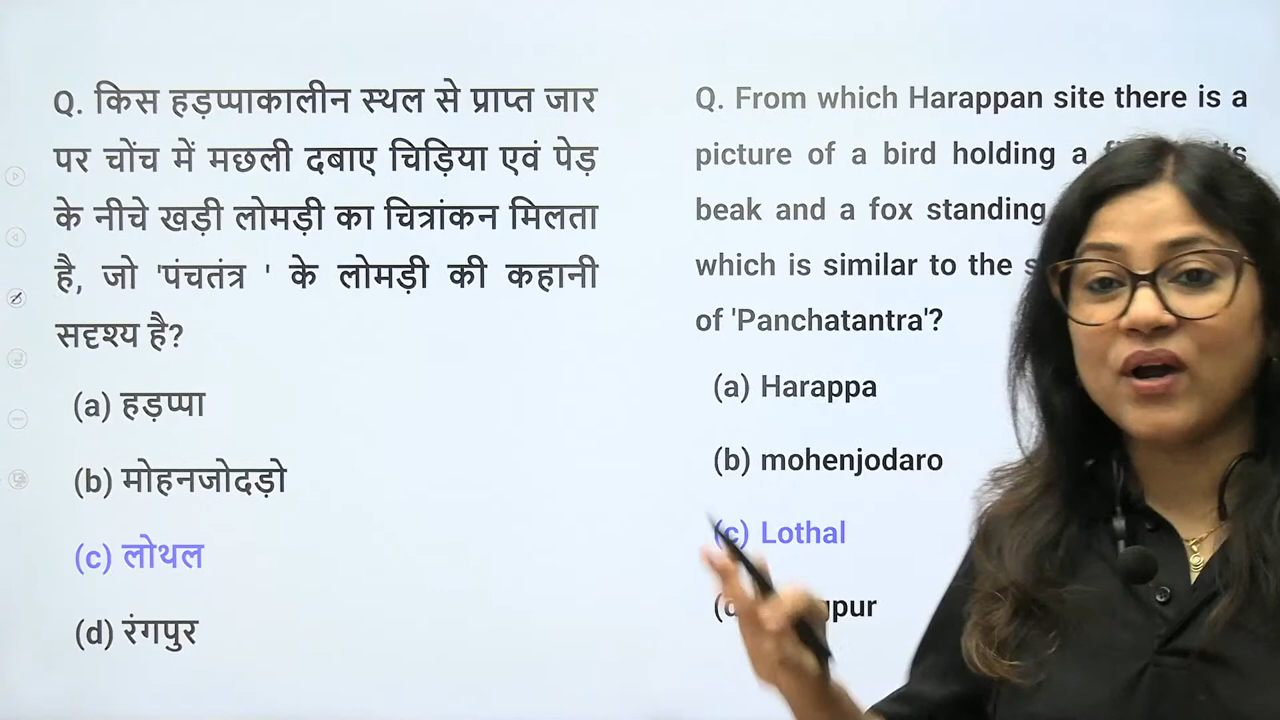 Q. किस हड़प्पाकालीन स्थल से प्राप्त जार
पर चोंच में मछली दबाए चिड़िया एवं पेड़
के नीचे खड़ी लोमड़ी का चित्रांकन मिलता
है, जो 'पंचतंत्र ' के लोमड़ी की कहानी
सदृश्य है?
(a) हड़प्पा
(b) मोहनजोदड़ो
(c) लोथल
(d) रंगपुर
Q. From which Harappan site there is a
picture of a bird holding a
beak and a fox standing
which is similar to the
of 'Panchatantra'?
(a) Harappa
(b) mohenjodaro
(c) Lothal